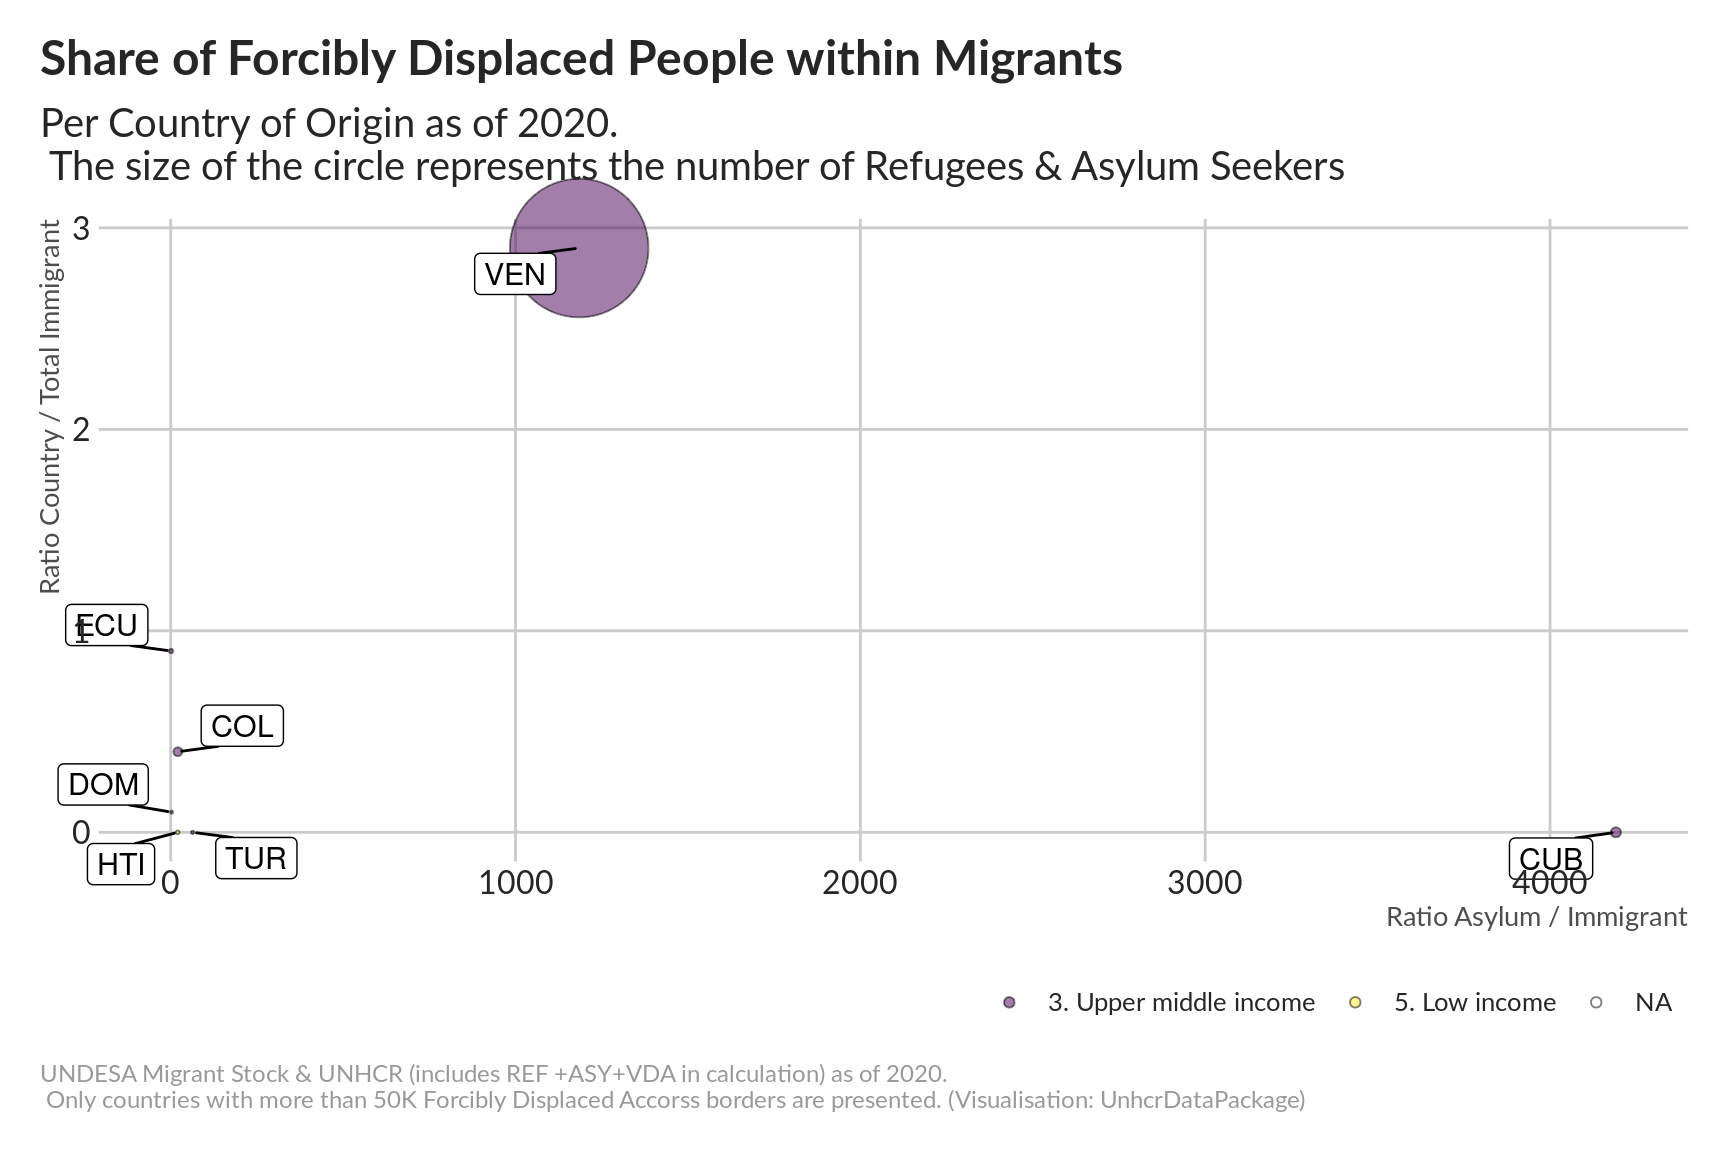 Share of Forcibly Displaced People within Migrants
Per Country of Origin as of 2020.
The size of the circle represents the number of Refugees & Asylum Seekers
Ratio Country / Total Immigrant
3
2
1
0
VEN
ECU
COL
DOM
HTI
TUR
CUB
0
1000
2000
3000
4000
Ratio Asylum / Immigrant
3. Upper middle income
5. Low income
NA
UNDESA Migrant Stock & UNHCR (includes REF +ASY+VDA in calculation) as of 2020.
Only countries with more than 50K Forcibly Displaced Accorss borders are presented. (Visualisation: UnhcrDataPackage)